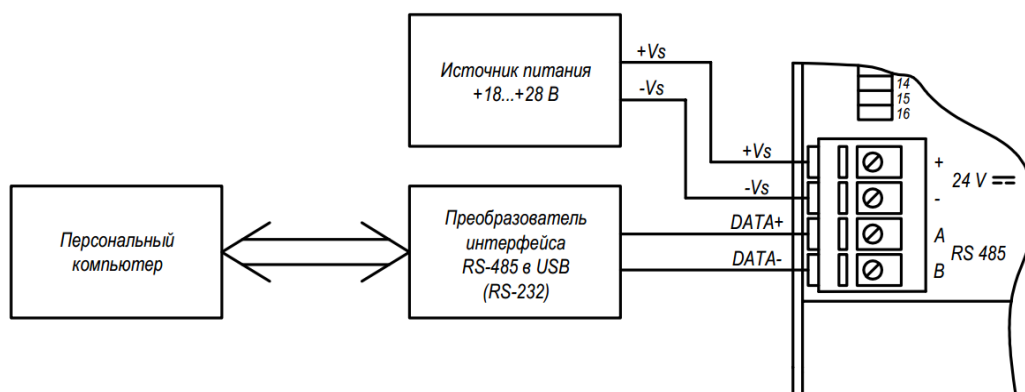 Источник питания
+18...+28 В
+Vs
-Vs
14
15
16
+Vs
-Vs
DATA+
DATA-
+
-
24 V
A
B
RS 485
Персональный
компьютер
Преобразователь
интерфейса
RS-485 в USB
(RS-232)